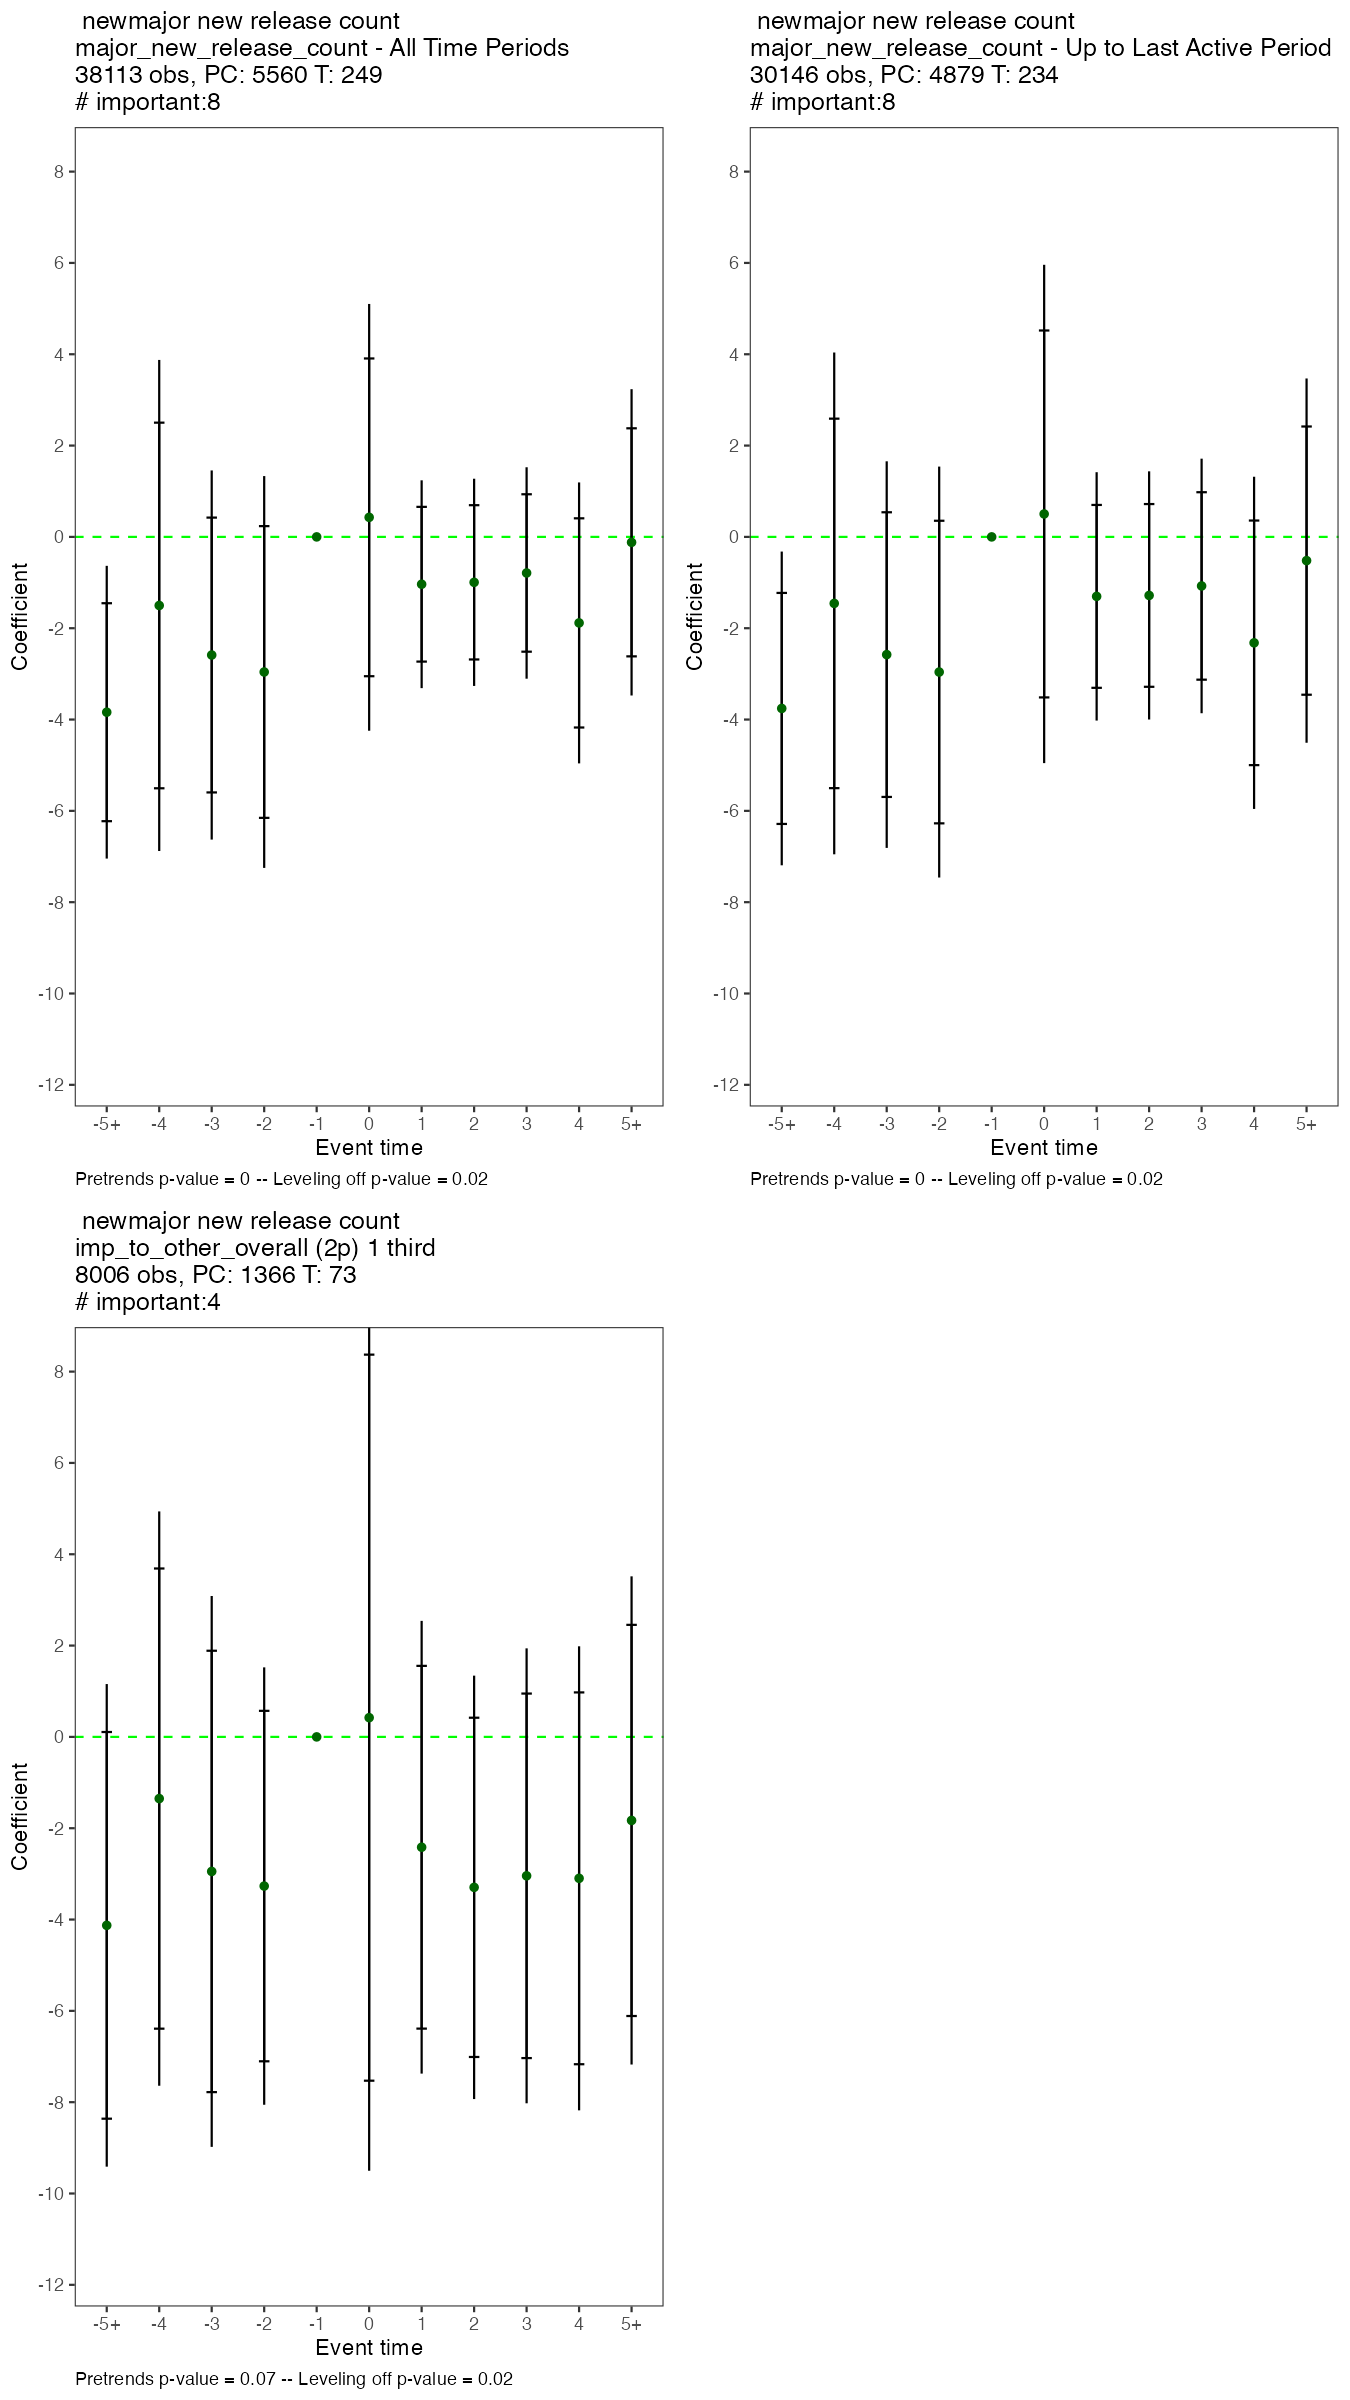 newmajor new release count
major_new_release_count - All Time Periods
38113 obs, PC: 5560 T: 249
# important:8
8
6
4
2
0
-2
-4
-6
-8
-10
-12
Coefficient
-5+ -4 -3 -2 -1 0 1 2 3 4 5+
Event time
Pretrends p-value = 0 -- Leveling off p-value = 0.02
newmajor new release count
major_new_release_count - Up to Last Active Period
30146 obs, PC: 4879 T: 234
# important:8
8
6
4
2
0
-2
-4
-6
-8
-10
-12
Coefficient
-5+ -4 -3 -2 -1 0 1 2 3 4 5+
Event time
Pretrends p-value = 0 -- Leveling off p-value = 0.02
newmajor new release count
imp_to_other_overall (2p) 1 third
8006 obs, PC: 1366 T: 73
# important:4
8
6
4
2
0
-2
-4
-6
-8
-10
-12
Coefficient
-5+ -4 -3 -2 -1 0 1 2 3 4 5+
Event time
Pretrends p-value = 0.07 -- Leveling off p-value = 0.02